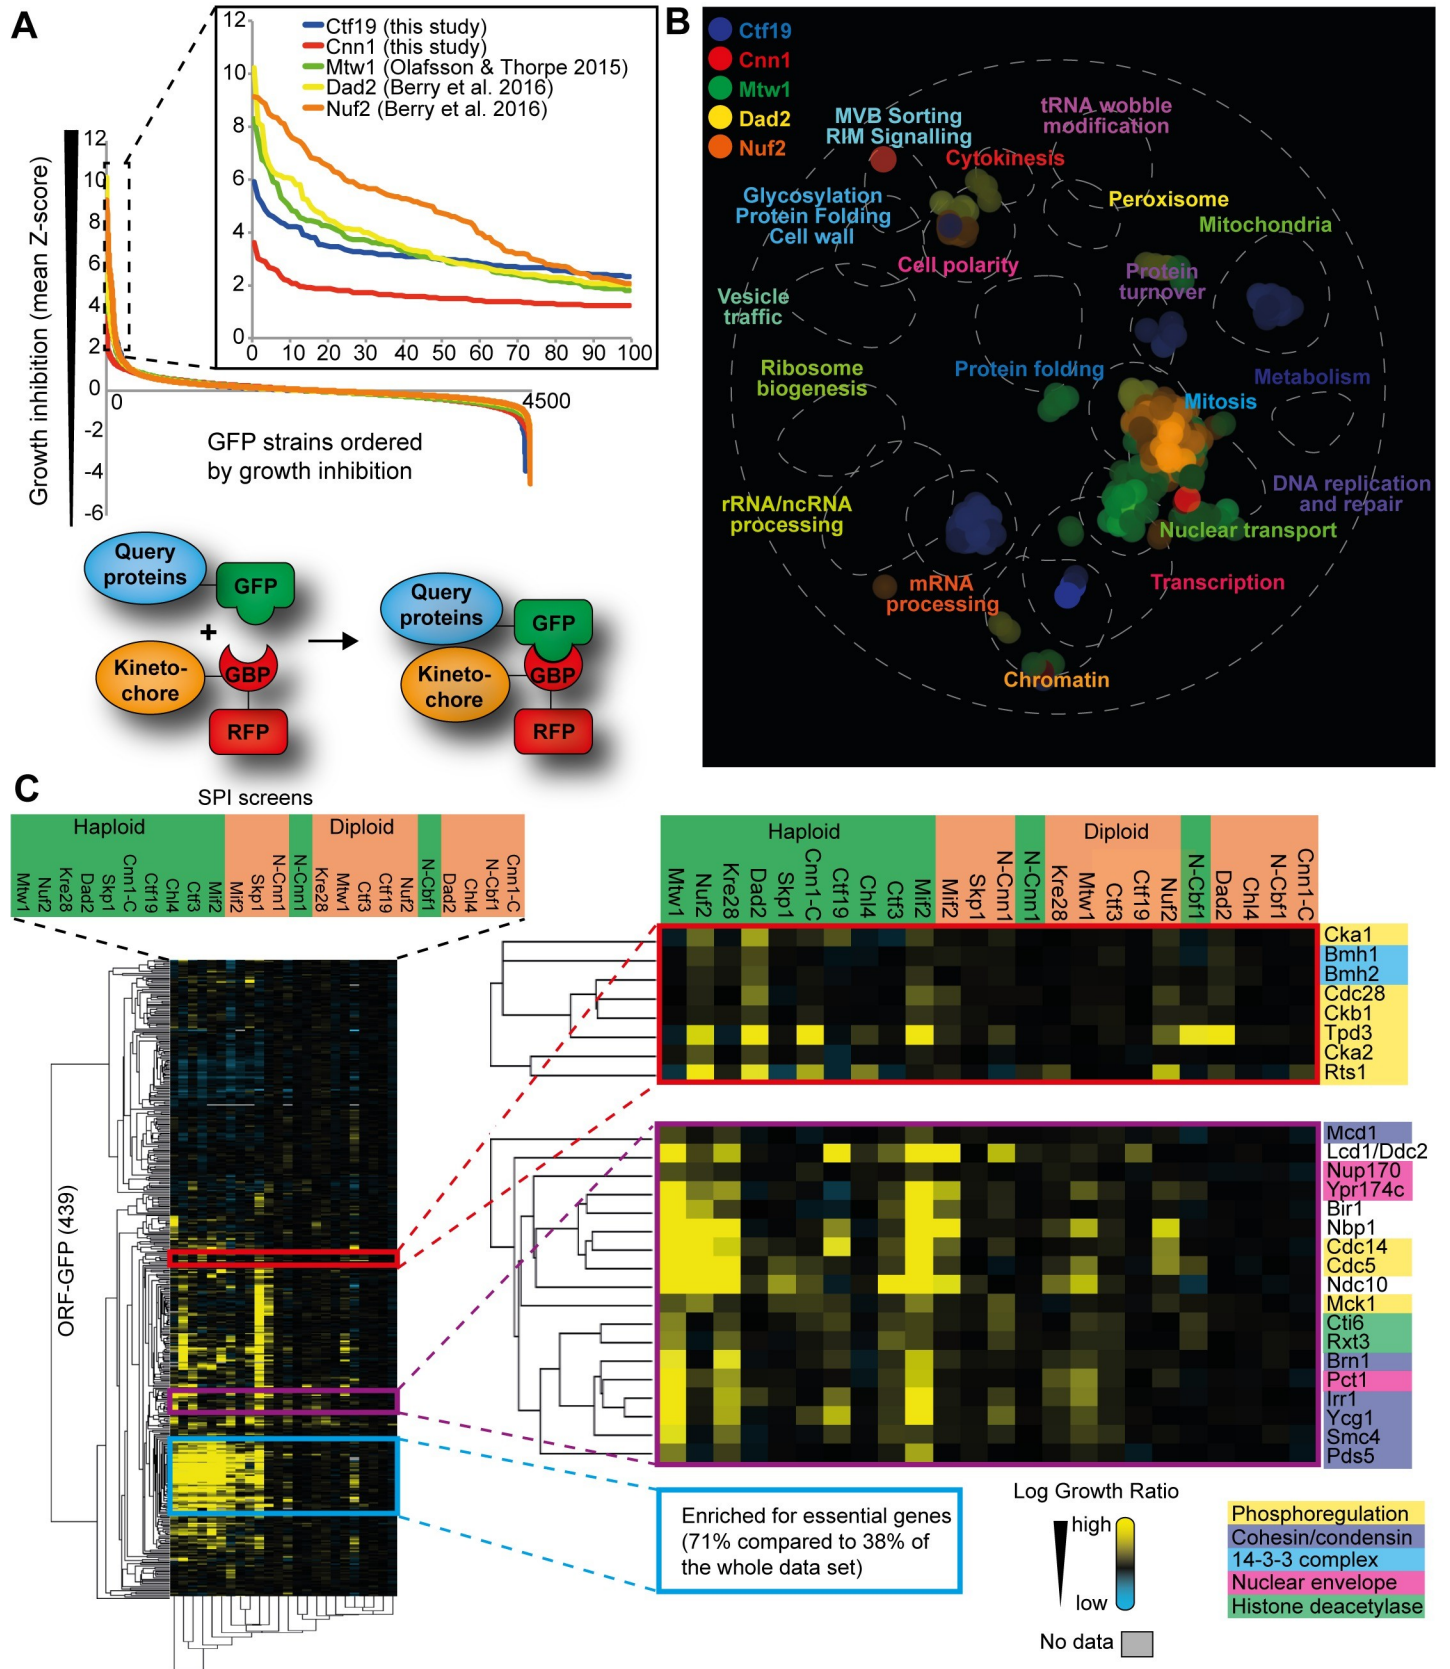 A
12
10
8
6
4
2
0
-2
-4
-6
Growth inhibition (mean Z-score)
0
4500
GFP strains ordered
by growth inhibition
12
10
8
6
4
2
0
0 10 20 30 40 50 60 70 80 90 100
Ctf19 (this study)
Cnn1 (this study)
Mtw1 (Olafsson & Thorpe 2015)
Dad2 (Berry et al. 2016)
Nuf2 (Berry et al. 2016)
Query
proteins
GFP
+
Kineto-
chore
GBP
RFP
Query
proteins
GFP
Kineto-
chore
GBP
RFP
B
Ctf19
Cnn1
Mtw1
Dad2
Nuf2
MVB Sorting
RIM Signalling
tRNA wobble
modification
Cytokinesis
Glycosylation
Protein Folding
Cell wall
Peroxisome
Mitochondria
Cell polarity
Protein
turnover
Vesicle
traffic
Ribosome
biogenesis
Protein folding
Metabolism
Mitosis
rRNA/ncRNA
processing
DNA replication
and repair
Nuclear transport
mRNA
processing
Transcription
Chromatin
C
SPI screens
Haploid
Diploid
Mtw1
Nuf2
Kre28
Dad2
Skp1
Cnn1-C
Ctf19
Chl4
Ctf3
Mif2
Mif2
Skp1
N-Cnn1
N-Cnn1
Kre28
Mtw1
Ctf3
Ctf19
Nuf2
N-Cbf1
Dad2
Chl4
N-Cbf1
Cnn1-C
ORF-GFP (439)
Haploid
Diploid
Mtw1
Nuf2
Kre28
Dad2
Skp1
Cnn1-C
Ctf19
Chl4
Ctf3
Mif2
Mif2
Skp1
N-Cnn1
N-Cnn1
Kre28
Mtw1
Ctf3
Ctf19
Nuf2
N-Cbf1
Dad2
Chl4
N-Cbf1
Cnn1-C
Cka1
Bmh1
Bmh2
Cdc28
Ckb1
Tpd3
Cka2
Rts1
Mcd1
Lcd1/Ddc2
Nup170
Ypr174c
Bir1
Nbp1
Cdc14
Cdc5
Ndc10
Mck1
Cti6
Rxt3
Brn1
Pct1
Irr1
Ycg1
Smc4
Pds5
Enriched for essential genes
(71% compared to 38% of
the whole data set)
Log Growth Ratio
high
low
No data
Phosphoregulation
Cohesin/condensin
14-3-3 complex
Nuclear envelope
Histone deacetylase